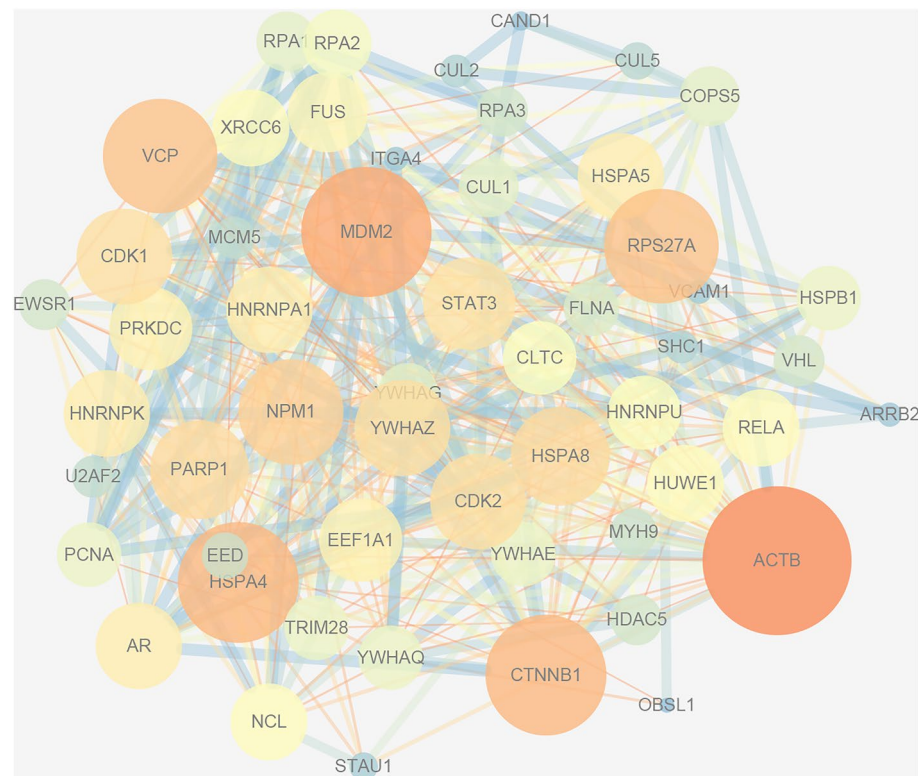 CAND1
RPA1
RPA2
CUL2
CUL5
COPS5
FUS
RPA3
XRCC6
VCP
ITGA4
CUL1
HSPA5
MDM2
MCM5
RPS27A
CDK1
VCAM1
HSPB1
EWSR1
HNRNPA1
STAT3
FLNA
PRKDC
SHC1
CLTC
VHL
YWHAG
HNRNPK
NPM1
HNRNPU
ARRB2
YWHAZ
RELA
HSPA8
PARP1
U2AF2
HUWE1
CDK2
MYH9
EEF1A1
PCNA
EED
YWHAE
ACTB
HSPA4
HDAC5
TRIM28
AR
YWHAQ
CTNNB1
OBSL1
NCL
STAU1